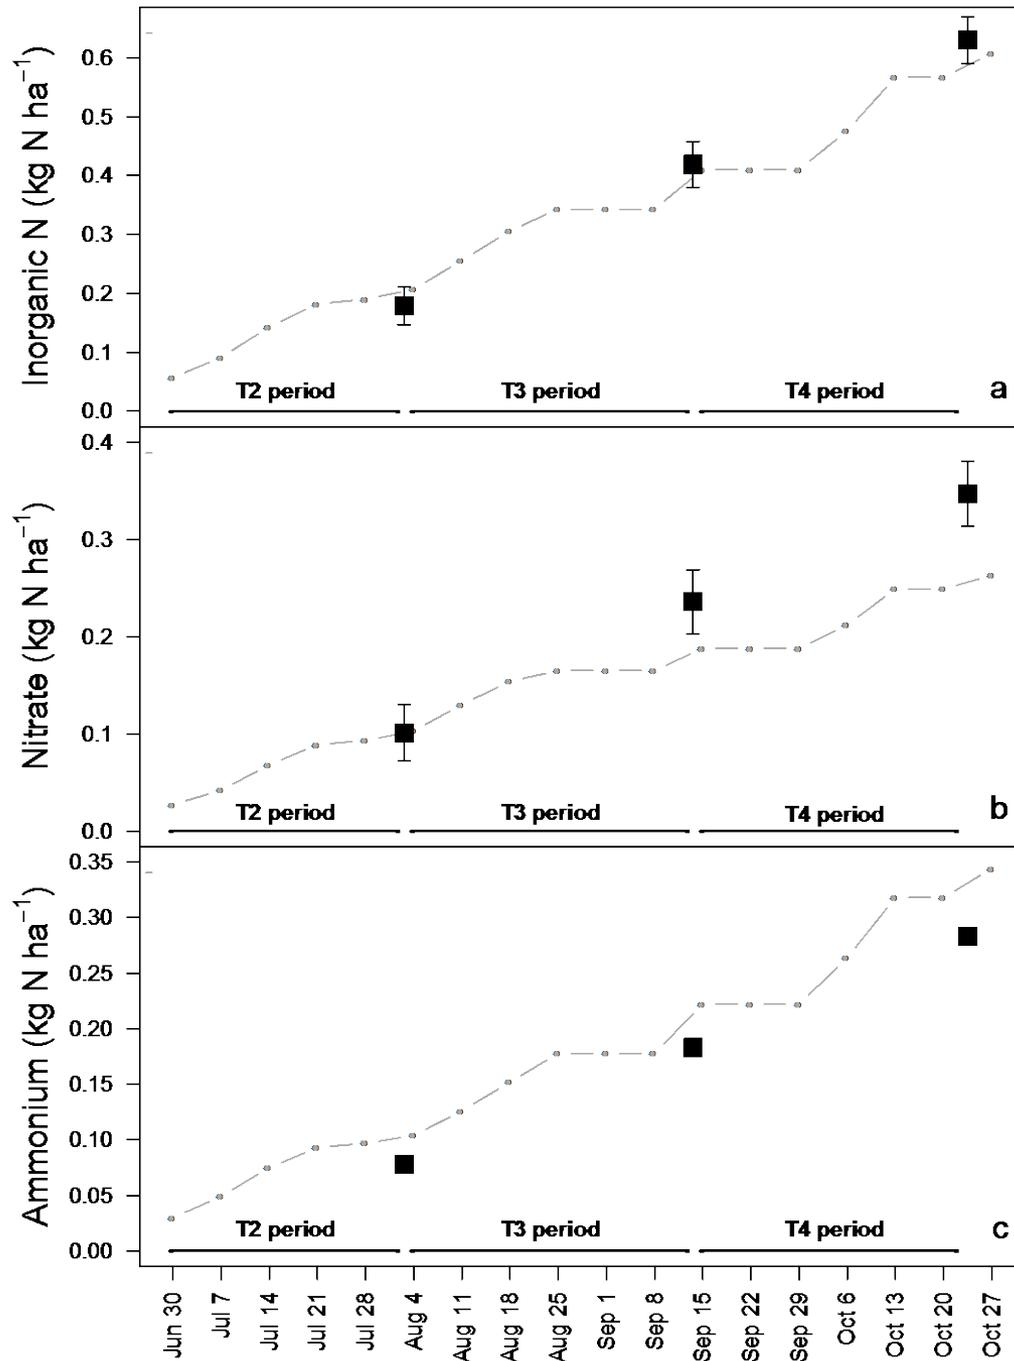 Inorganic N (kg N ha⁻¹)
0.6
0.5
0.4
0.3
0.2
0.1
0.0
T2 period
T3 period
T4 period
a
Nitrate (kg N ha⁻¹)
0.4
0.3
0.2
0.1
0.0
T2 period
T3 period
T4 period
b
Ammonium (kg N ha⁻¹)
0.35
0.30
0.25
0.20
0.15
0.10
0.05
0.00
T2 period
T3 period
T4 period
c
Jun 30
Jul 7
Jul 14
Jul 21
Jul 28
Aug 4
Aug 11
Aug 18
Aug 25
Sep 1
Sep 8
Sep 15
Sep 22
Sep 29
Oct 6
Oct 13
Oct 20
Oct 27